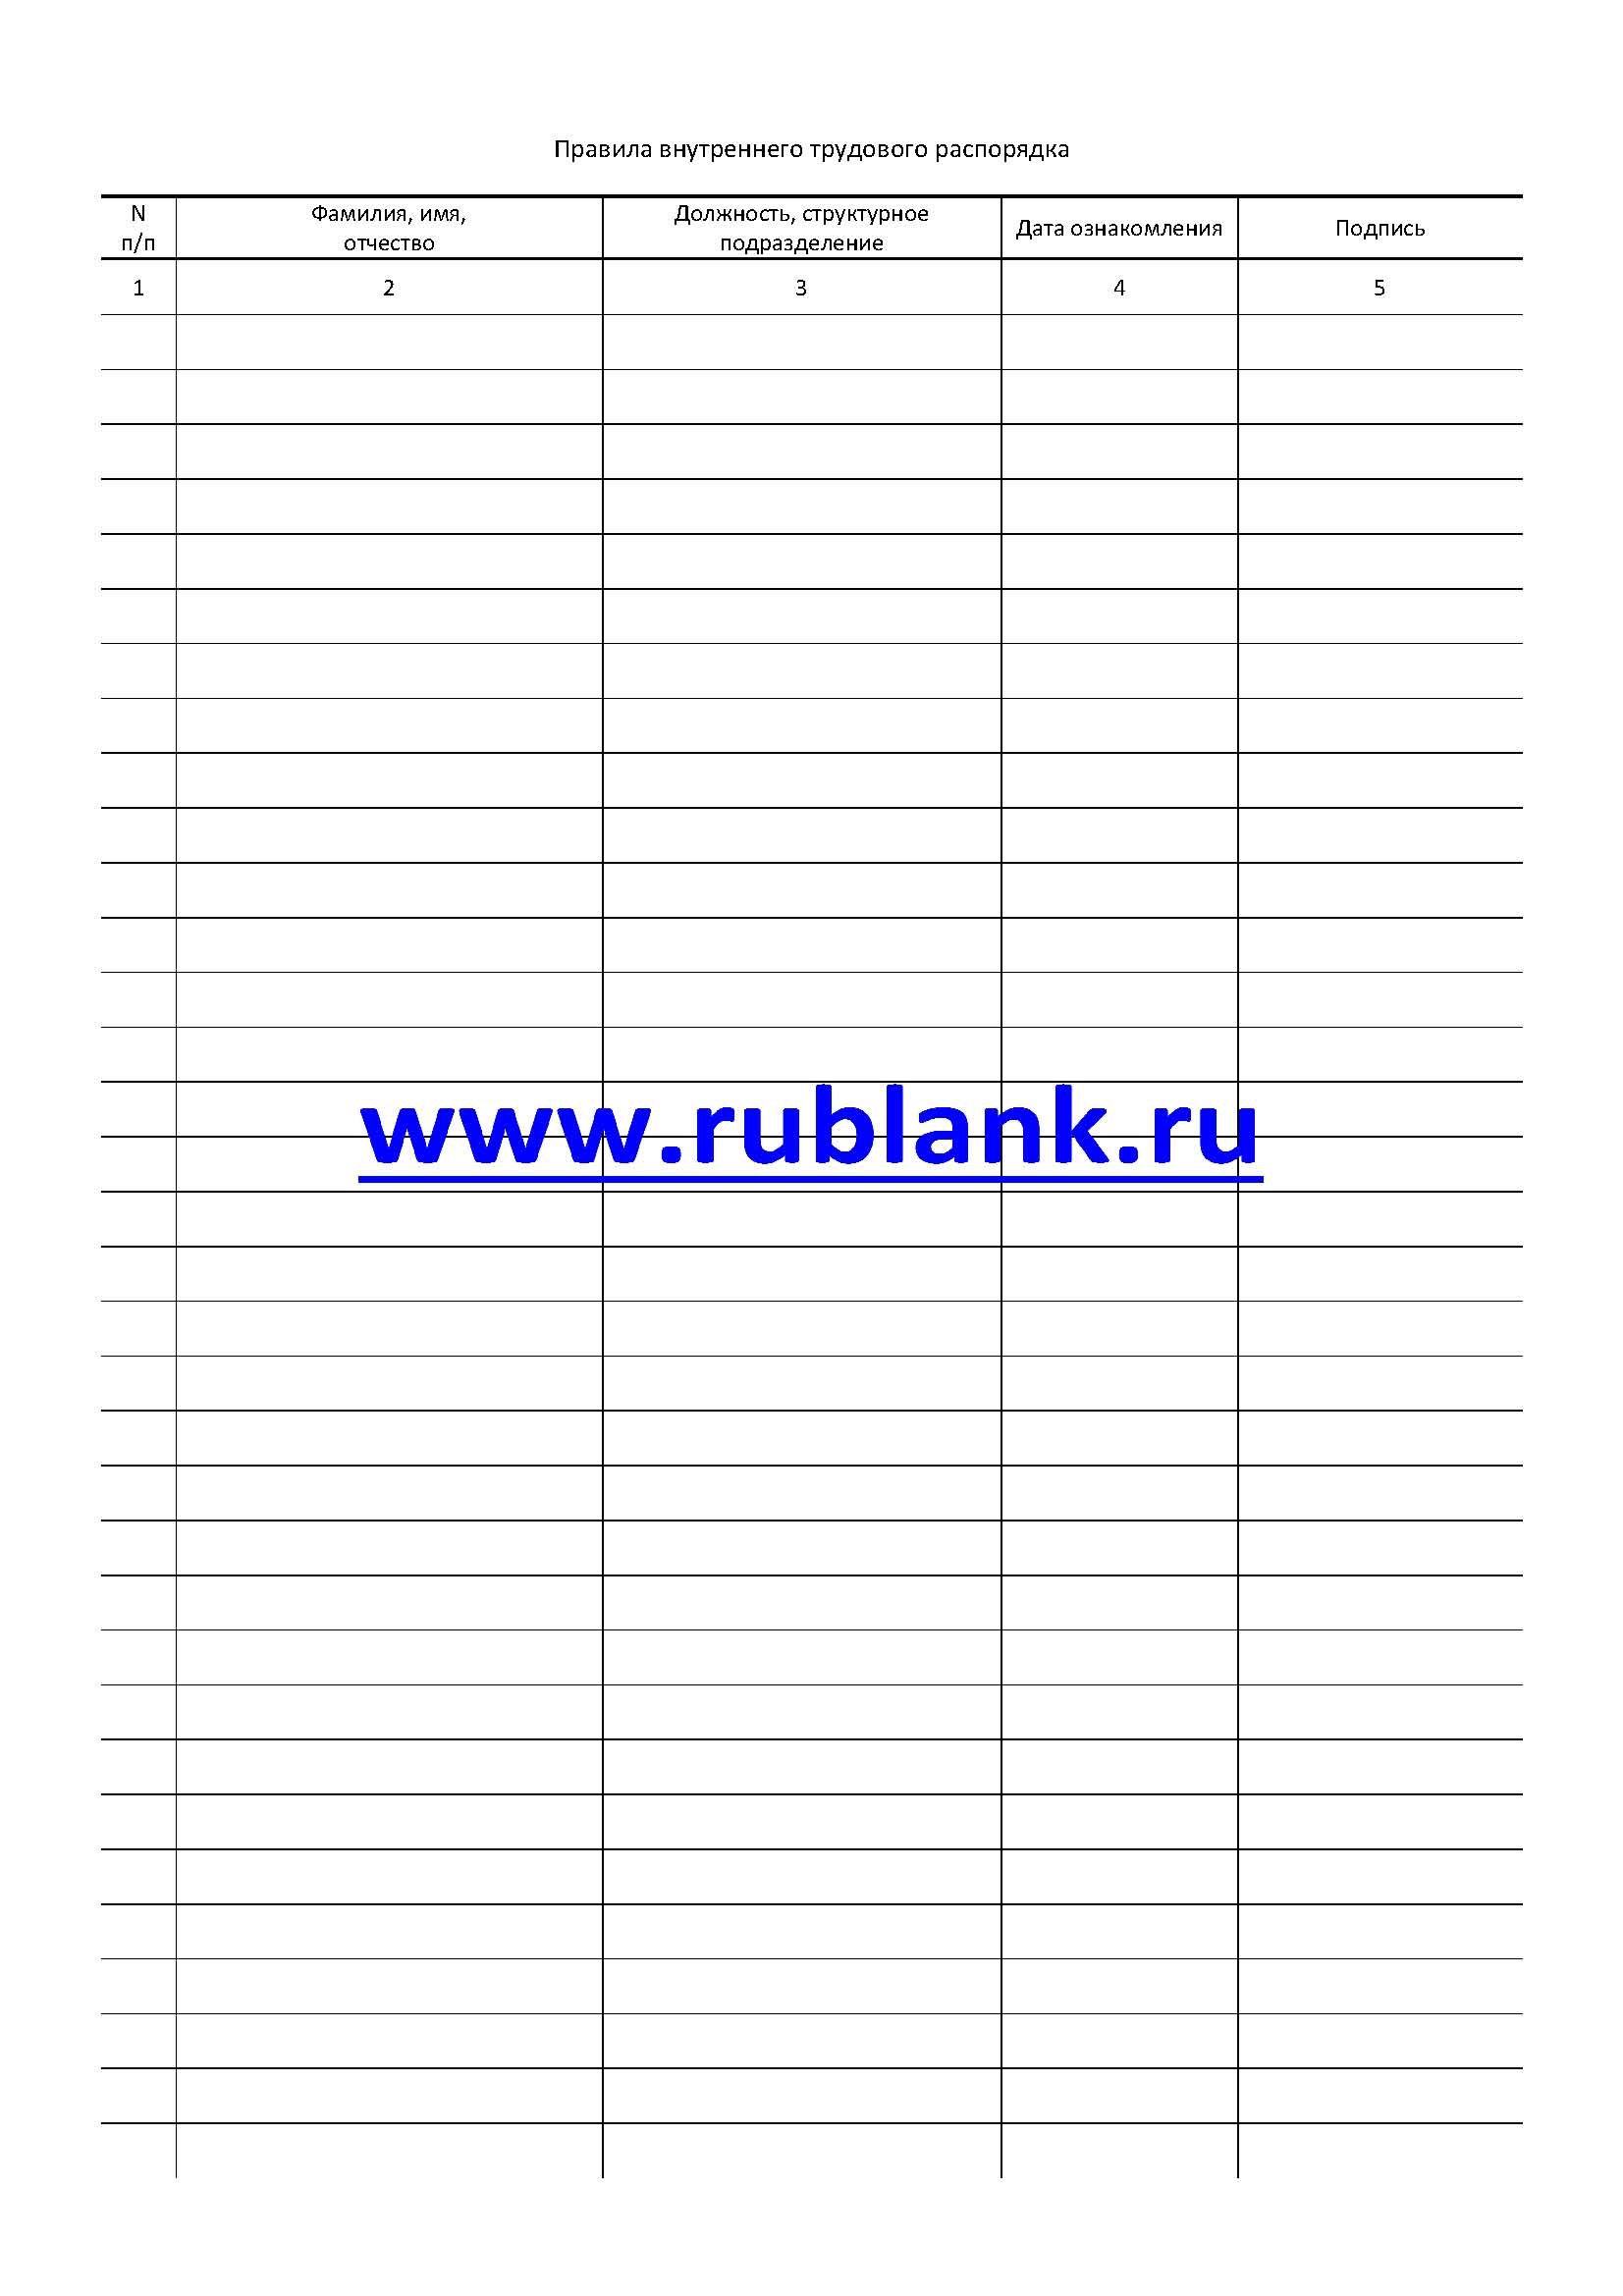 Правила внутреннего трудового распорядка
N п/п
Фамилия, имя, отчество
Должность, структурное подразделение
Дата ознакомления
Подпись
1 2 3 4 5
www.rublank.ru